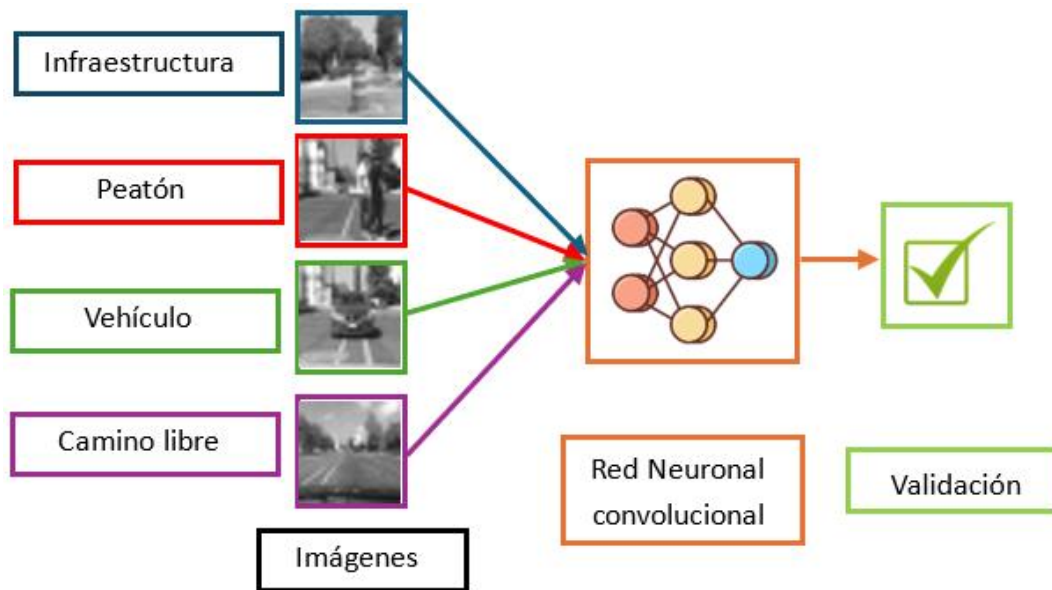 Infraestructura
Peatón
Vehículo
Camino libre
Imágenes
Red Neuronal
convolucional
Validación